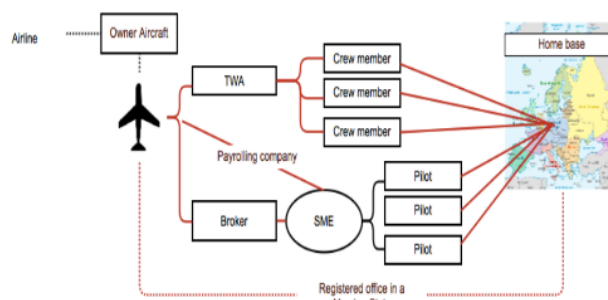 Airline
Owner Aircraft
Home base
TWA
Crew member
Crew member
Crew member
Payrolling company
Broker
SME
Pilot
Pilot
Pilot
Registered office in a